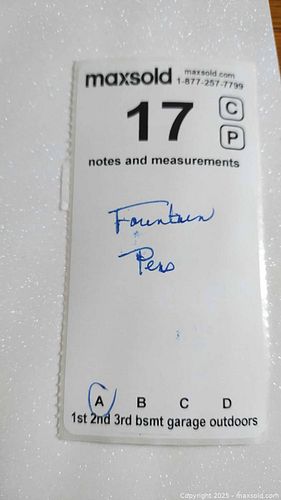 maxsold maxsold.com
1-877-257-7799
17 C
P
notes and measurements
Fountain
Pens
A B C D
1st 2nd 3rd bsmt garage outdoors
Copyright 2025 - maxsold.com